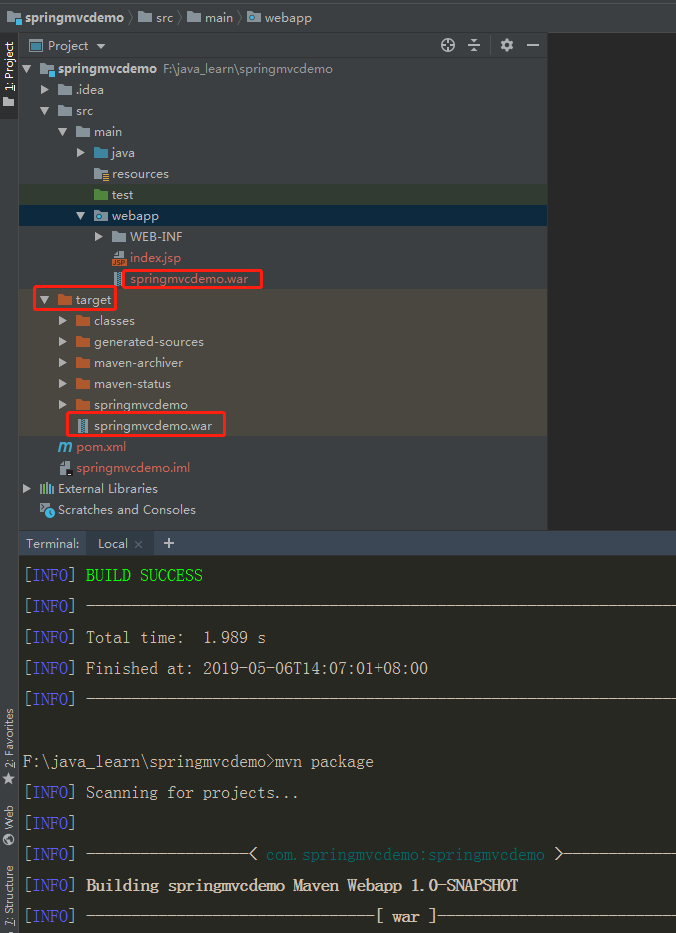 springmvcdemo src main webapp
1: Project
Project
springmvcdemo F:\java_learn\springmvcdemo
.idea
src
main
java
resources
test
webapp
WEB-INF
index.jsp
springmvcdemo.war
target
classes
generated-sources
maven-archiver
maven-status
springmvcdemo
springmvcdemo.war
pom.xml
springmvcdemo.iml
External Libraries
Scratches and Consoles
Terminal: Local × +
[INFO] BUILD SUCCESS
[INFO] ------------------------------------------------------------------------
[INFO] Total time:  1.989 s
[INFO] Finished at: 2019-05-06T14:07:01+08:00
[INFO] ------------------------------------------------------------------------
F:\java_learn\springmvcdemo>mvn package
[INFO] Scanning for projects...
[INFO]
[INFO] ------------------< com.springmvcdemo:springmvcdemo >-------------
[INFO] Building springmvcdemo Maven Webapp 1.0-SNAPSHOT
[INFO] --------------------------------[ war ]---------------------------
2: Favorites
Web
7: Structure